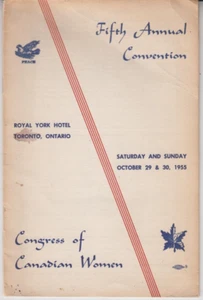 Fifth Annual
Convention
ROYAL YORK HOTEL
TORONTO, ONTARIO
SATURDAY AND SUNDAY
OCTOBER 29 & 30, 1955
Congress of
Canadian Women